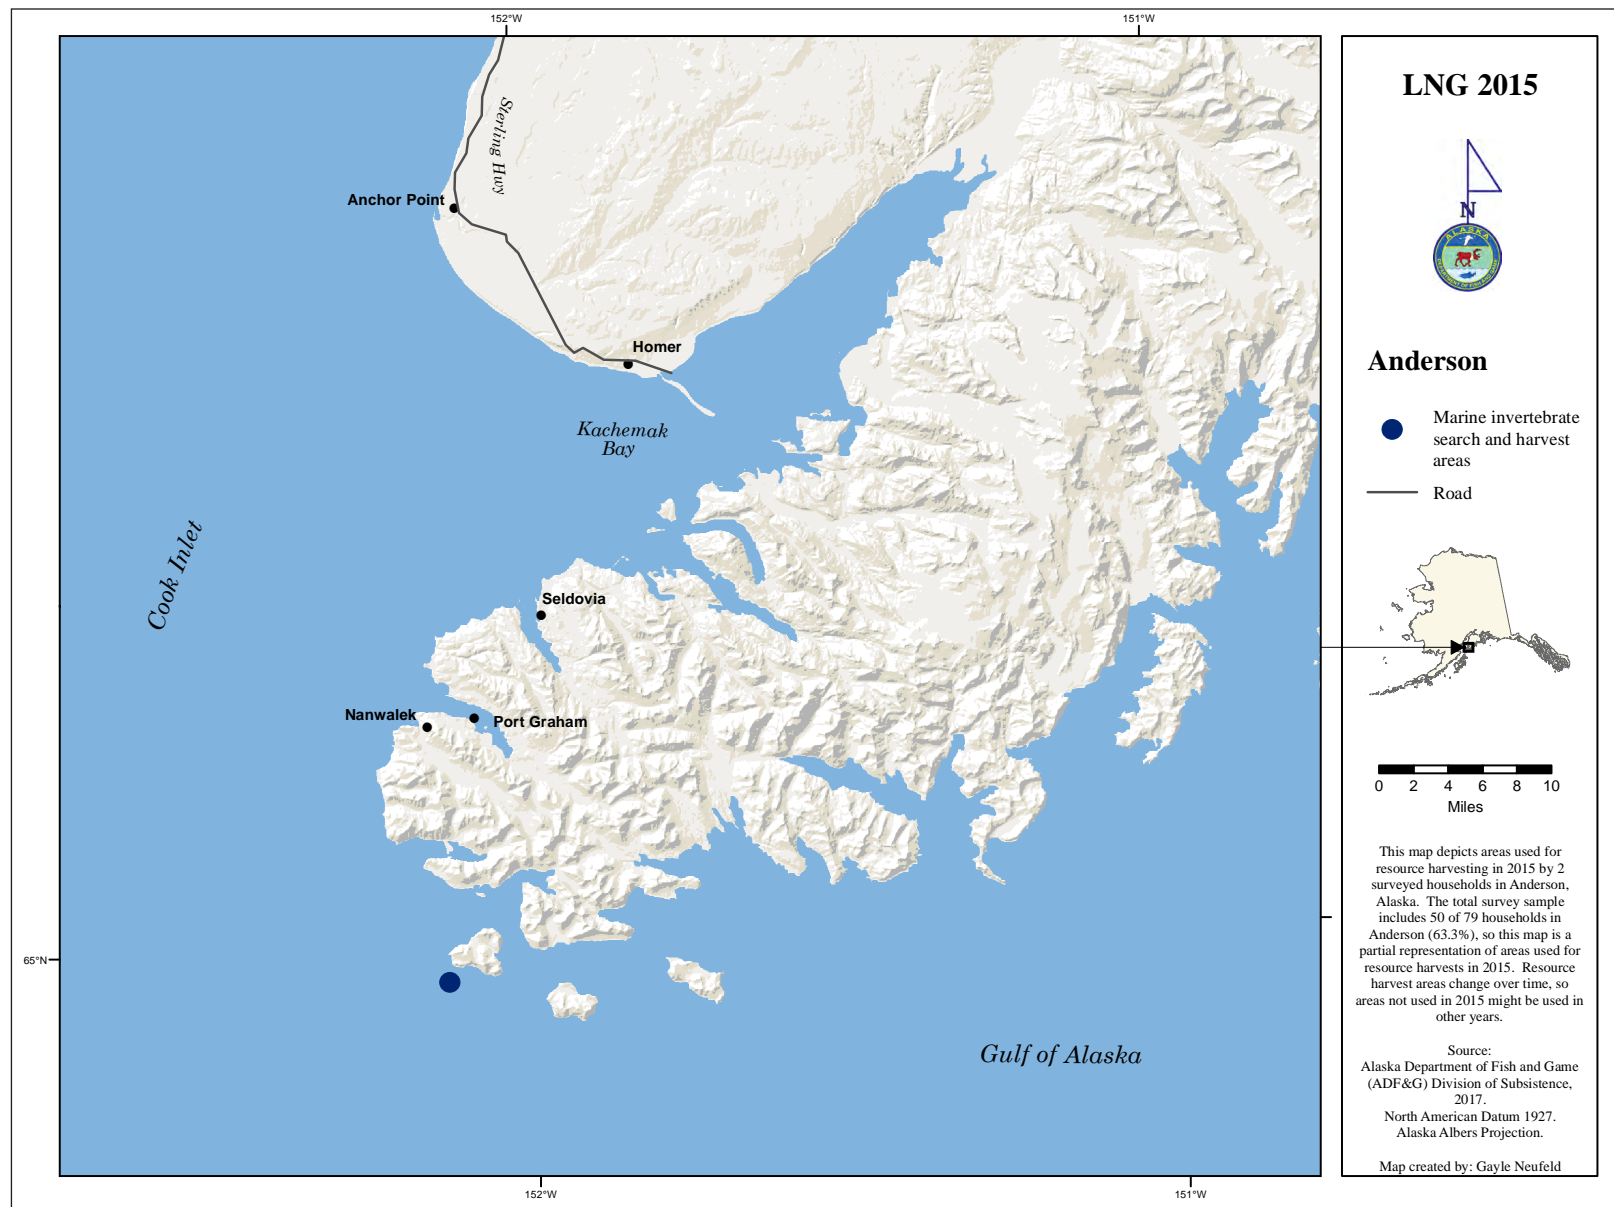 152°W
151°W
Sterling Hwy
Anchor Point
Homer
Kachemak
Bay
Cook Inlet
Seldovia
Nanwalek
Port Graham
65°N
Gulf of Alaska
152°W
151°W
LNG 2015
N
ALASKA
DEPARTMENT OF FISH AND GAME
Anderson
Marine invertebrate
search and harvest
areas
Road
0 2 4 6 8 10
Miles
This map depicts areas used for
resource harvesting in 2015 by 2
surveyed households in Anderson,
Alaska. The total survey sample
includes 50 of 79 households in
Anderson (63.3%), so this map is a
partial representation of areas used for
resource harvests in 2015. Resource
harvest areas change over time, so
areas not used in 2015 might be used in
other years.
Source:
Alaska Department of Fish and Game
(ADF&G) Division of Subsistence,
2017.
North American Datum 1927.
Alaska Albers Projection.
Map created by: Gayle Neufeld